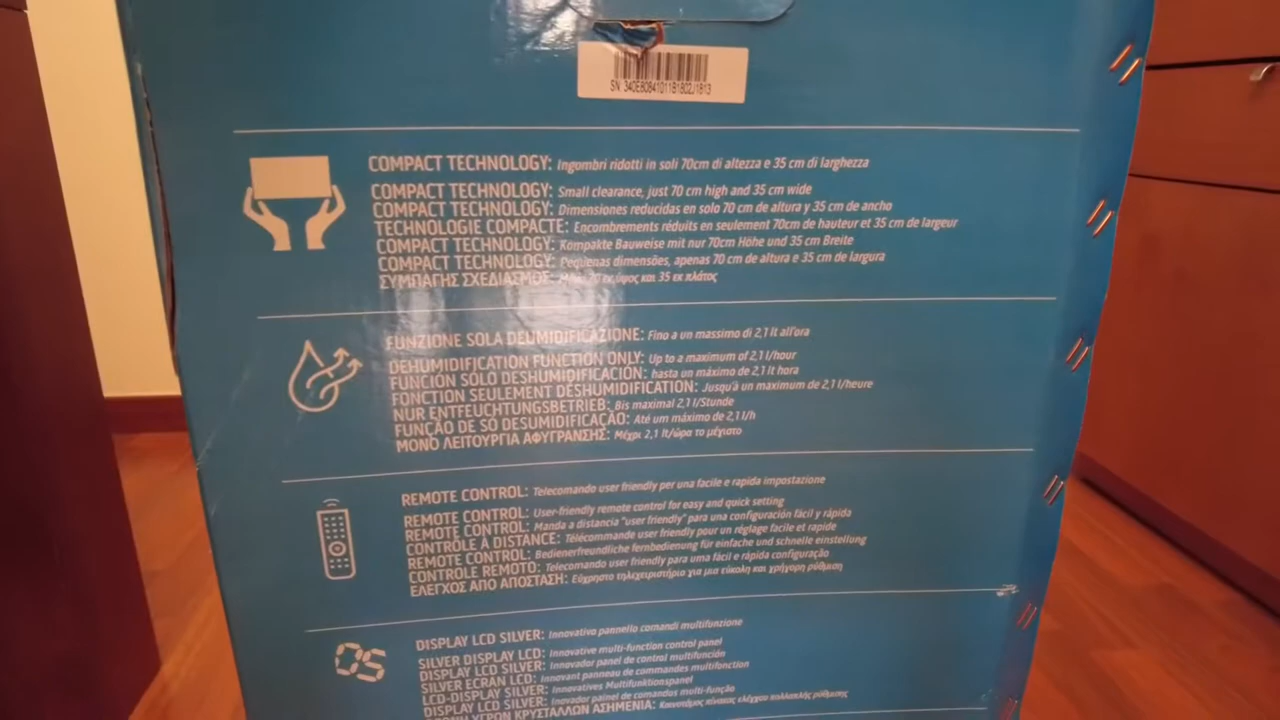 SN 340E8084101181802J1813
COMPACT TECHNOLOGY: Ingombri ridotti in soli 70cm di altezza e 35 cm di larghezza
COMPACT TECHNOLOGY: Small clearance, just 70 cm high and 35 cm wide
COMPACT TECHNOLOGY: Dimensiones reducidas en solo 70 cm de altura y 35 cm de ancho
TECHNOLOGIE COMPACTE: Encombrements réduits en seulement 70cm de hauteur et 35 cm de largeur
COMPACT TECHNOLOGY: Kompakte Bauweise mit nur 70cm Höhe und 35 cm Breite
COMPACT TECHNOLOGY: Pequenas dimensões, apenas 70 cm de altura e 35 cm de largura
ΣΥΜΠΑΓΗΣ ΣΧΕΔΙΑΣΜΟΣ: 70 εκ ύψος και 35 εκ πλάτος
FUNZIONE SOLA DEUMIDIFICAZIONE: Fino a un massimo di 2,1 lt all'ora
DEHUMIDIFICATION FUNCTION ONLY: Up to a maximum of 2,1 l/hour
FUNCIÓN SÓLO DESHUMIDIFICACIÓN: hasta un máximo de 2,1 lt hora
FONCTION SEULEMENT DÉSHUMIDIFICATION: Jusqu'à un maximum de 2,1 l/heure
NUR ENTFEUCHTUNGSBETRIEB: Bis maximal 2,1 l/Stunde
FUNÇÃO DE SÓ DESUMIDIFICAÇÃO: Até um máximo de 2,1 l/h
ΜΟΝΟ ΛΕΙΤΟΥΡΓΙΑ ΑΦΥΓΡΑΝΣΗΣ: Μέχρι 2,1 lt/ώρα το μέγιστο
REMOTE CONTROL: Telecomando user friendly per una facile e rapida impostazione
REMOTE CONTROL: User-friendly remote control for easy and quick setting
REMOTE CONTROL: Manda a distancia "user friendly" para una configuración fácil y rápida
CONTRÔLE À DISTANCE: Télécommande user friendly pour un réglage facile et rapide
REMOTE CONTROL: Bedienerfreundliche fernbedienung für einfache und schnelle einstellung
CONTROLE REMOTO: Telecomando user friendly para uma fácil e rápida configuração
ΕΛΕΓΧΟΣ ΑΠΟ ΑΠΟΣΤΑΣΗ: Εύχρηστο τηλεχειριστήριο για μια εύκολη και γρήγορη ρύθμιση
05
DISPLAY LCD SILVER: Innovativo pannello comandi multifunzione
SILVER DISPLAY LCD: Innovative multi-function control panel
DISPLAY LCD SILVER: Innovador panel de control multifunción
SILVER ECRAN LCD: Innovant panneau de commandes multifonction
LCD-DISPLAY SILVER: Innovatives Multifunktionspanel
DISPLAY LCD SILVER: Inovador painel de comandos multi-função
ΥΓΡΩΝ ΚΡΥΣΤΑΛΛΩΝ ΑΣΗΜΕΝΙΑ: Καινοτόμος πίνακας ελέγχου πολλαπλής ρύθμισης